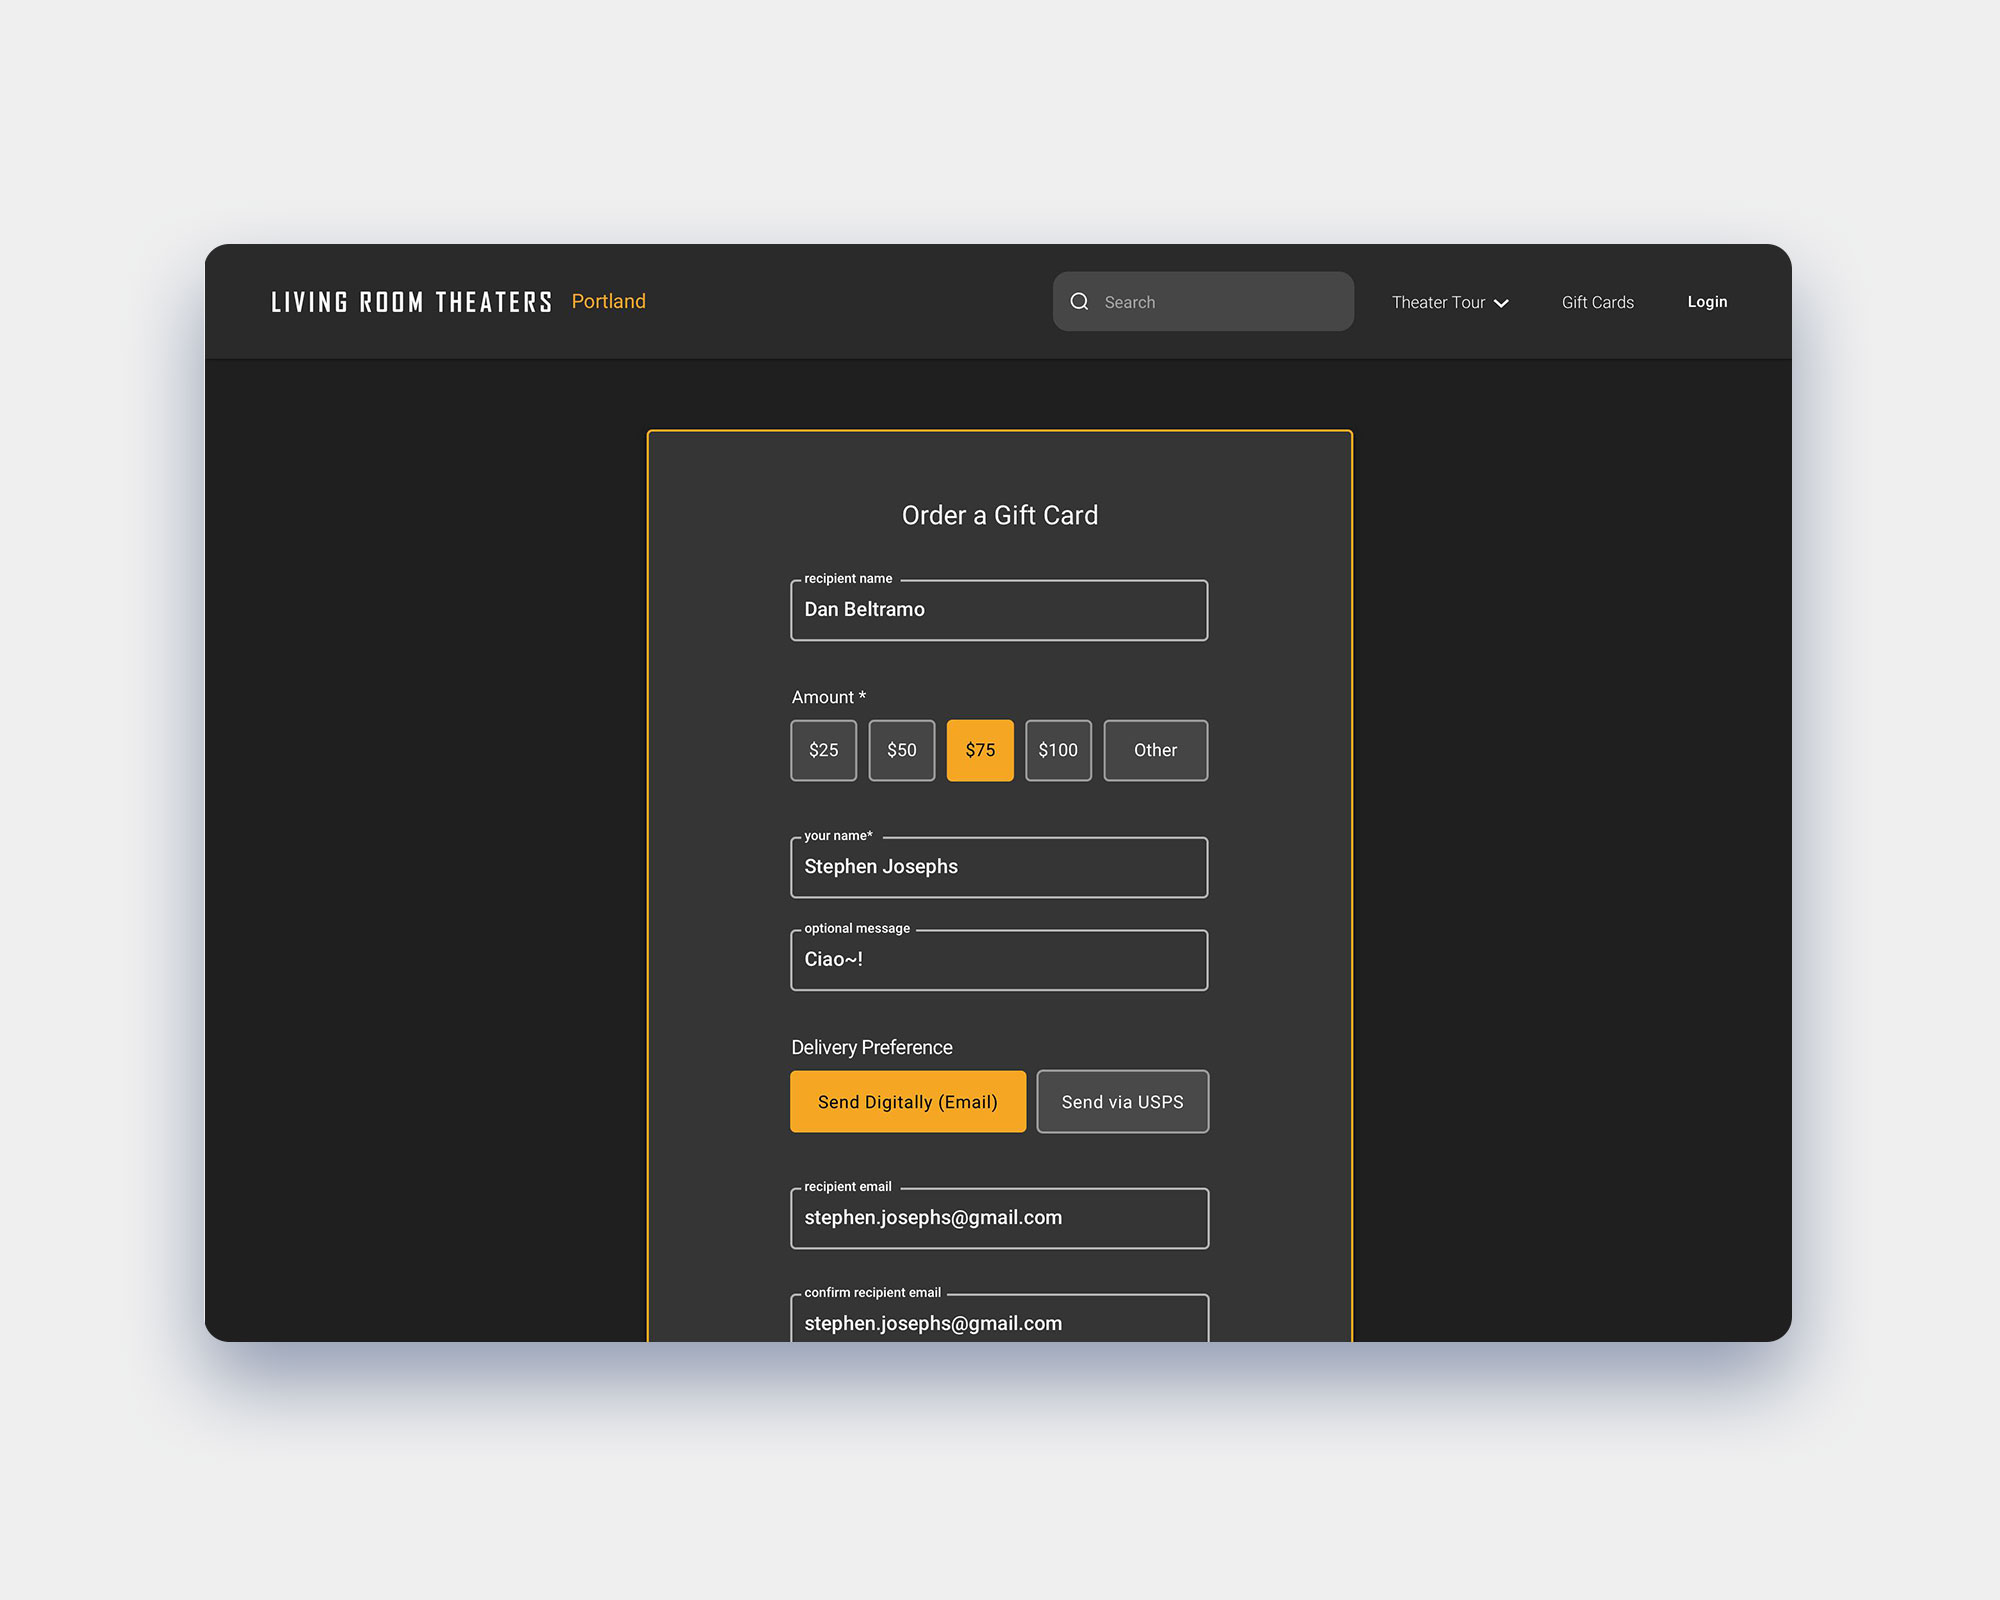 LIVING ROOM THEATERS Portland
Search
Theater Tour
Gift Cards
Login
Order a Gift Card
recipient name
Dan Beltramo
Amount *
$25 $50 $75 $100 Other
your name*
Stephen Josephs
optional message
Ciao~!
Delivery Preference
Send Digitally (Email) Send via USPS
recipient email
stephen.josephs@gmail.com
confirm recipient email
stephen.josephs@gmail.com